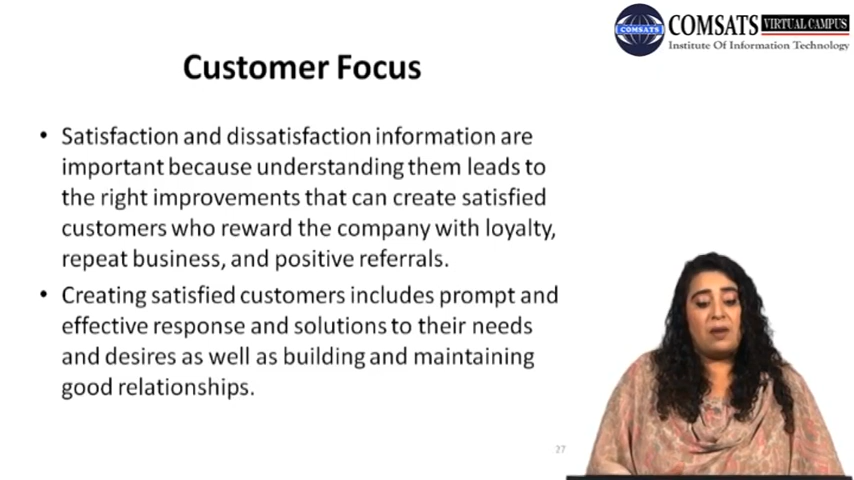 COMSATS VIRTUAL CAMPUS
COMSATS
Institute Of Information Technology
Customer Focus
• Satisfaction and dissatisfaction information are
important because understanding them leads to
the right improvements that can create satisfied
customers who reward the company with loyalty,
repeat business, and positive referrals.
• Creating satisfied customers includes prompt and
effective response and solutions to their needs
and desires as well as building and maintaining
good relationships.
27